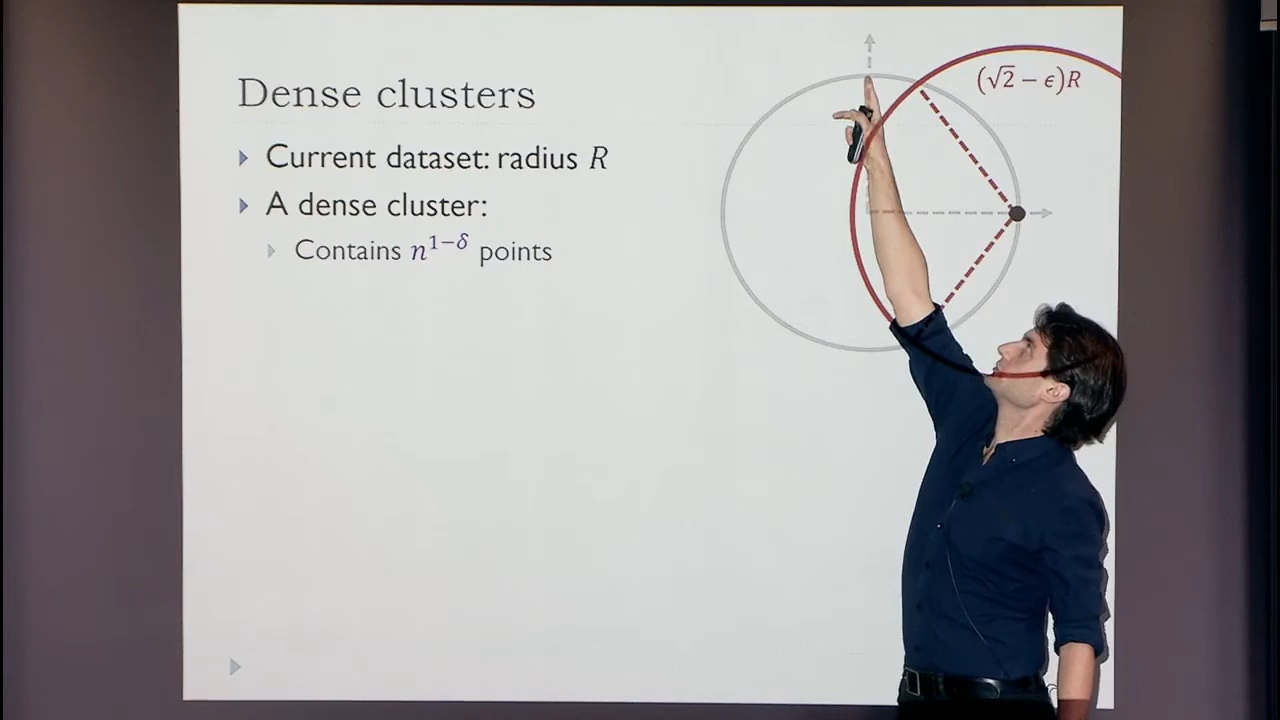 Dense clusters
Current dataset: radius R
A dense cluster:
Contains n^{1−δ} points
(√2 − ϵ)R